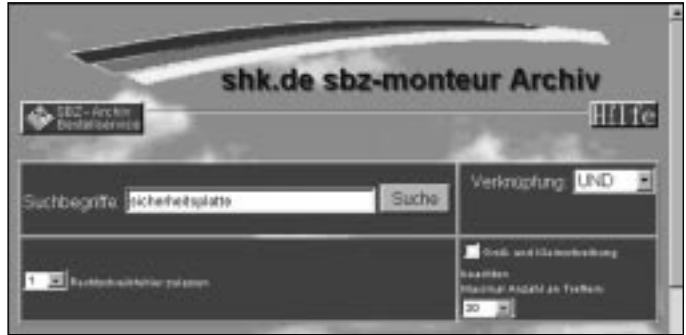 shk.de sbz-monteur Archiv
SBZ-Archiv
Bestellservice
Hilfe
Suchbegriffe: sicherheitsplatte Suche
Verknüpfung: UND
1 Rechtschreibfehler zulassen
Groß- und Kleinschreibung
beachten
Maximal Anzahl an Treffern:
30